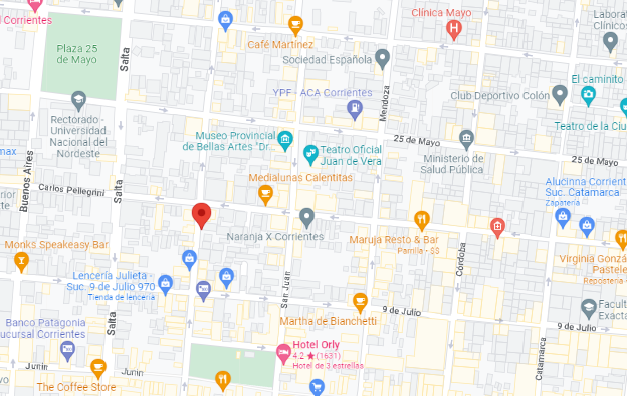 l Corrientes
Plaza 25
de Mayo
Salta
Café Martínez
Clínica Mayo
Laborat
Clínicos
Sociedad Española
YPF - ACA Corrientes
Mendoza
Club Deportivo Colón
El caminito
Teatro de la Ciu
Rectorado -
Universidad
Nacional del
Nordeste
Museo Provincial
de Bellas Artes "Dr...
Teatro Oficial
Juan de Vera
25 de Mayo
25 de Mayo
Ministerio de
Salud Pública
max
Buenos Aires
Carlos Pellegrini
Salta
Medialunas Calentitas
Alucinna Corrien
Suc. Catamarca
Zapatería
Naranja X Corrientes
Maruja Resto & Bar
Parrilla - $$
Monks Speakeasy Bar
Córdoba
Virginia Gonzá
Pastele
Repostería
Lencería Julieta -
Suc. 9 de Julio 970
Tienda de lencería
San Juan
9 de Julio
9 de Julio
Facult
Exacta
Martha de Bianchetti
Salta
Banco Patagonia
ucursal Corrientes
Hotel Orly
4.2 ★ (1631)
Hotel de 3 estrellas
Catamarca
Junín
Junín
vo
The Coffee Store